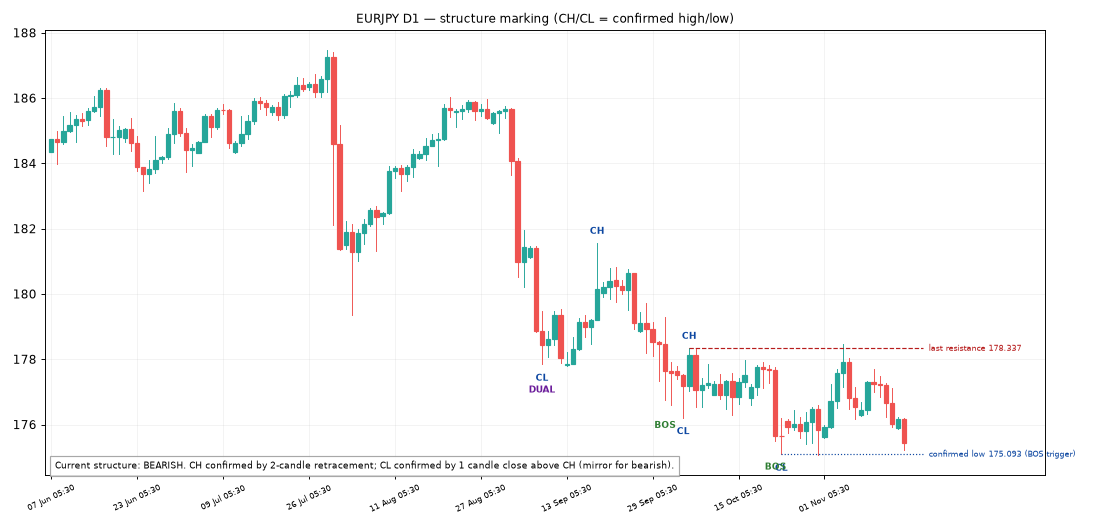 EURJPY D1 — structure marking (CH/CL = confirmed high/low)
188
186
184
182
180
178
176
CH
CH
CL
DUAL
BOS
CL
BOS
CL
last resistance 178.337
confirmed low 175.093 (BOS trigger)
Current structure: BEARISH. CH confirmed by 2-candle retracement; CL confirmed by 1 candle close above CH (mirror for bearish).
07 Jun 05:30
23 Jun 05:30
09 Jul 05:30
26 Jul 05:30
11 Aug 05:30
27 Aug 05:30
13 Sep 05:30
29 Sep 05:30
15 Oct 05:30
01 Nov 05:30